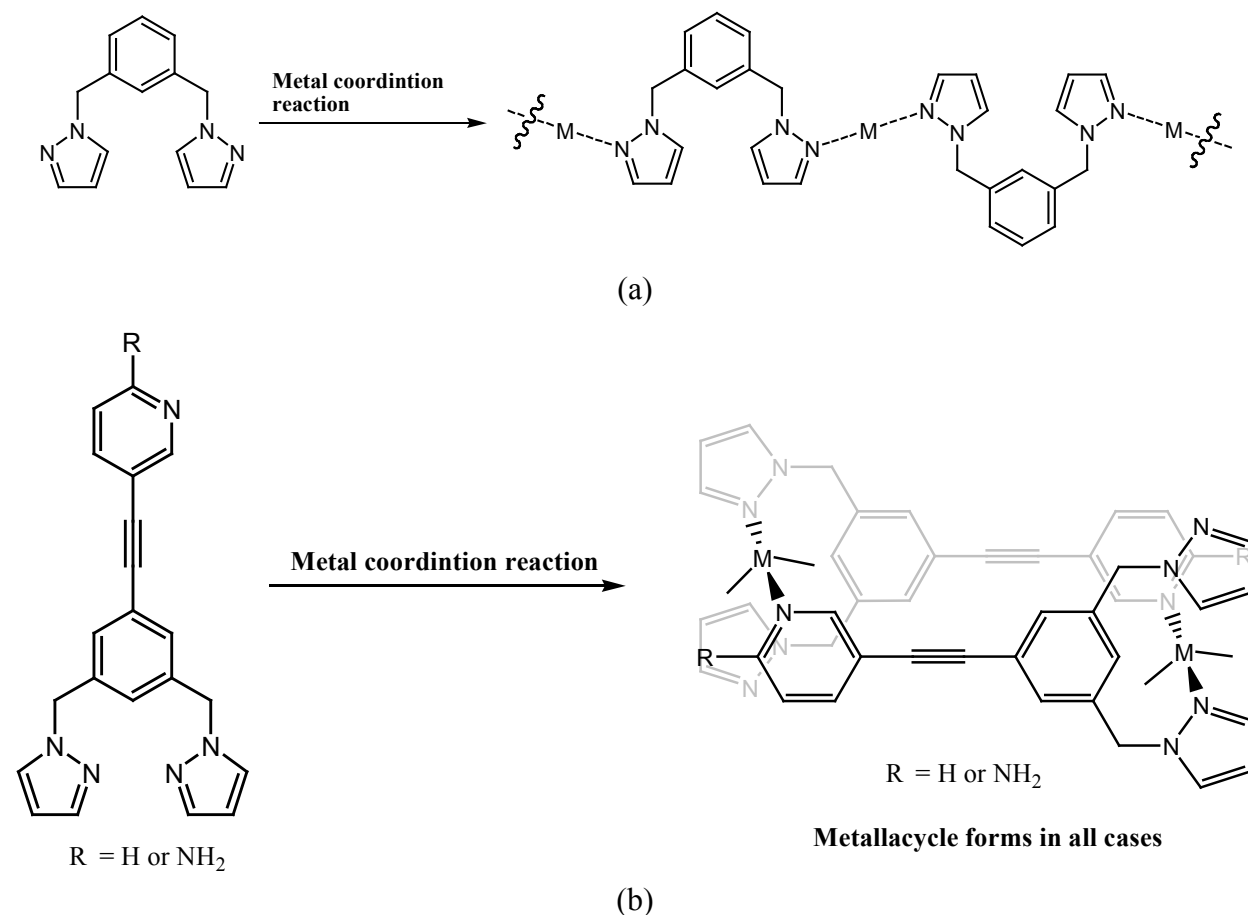 Metal coordintion
reaction
N N
N N
M N N N N M N N N N M
(a)
R
N
N N
N N
R = H or NH₂
Metal coordintion reaction
N
N
M
N
N
N
R
N
N
R
N
N
M
N
N
R = H or NH₂
Metallacycle forms in all cases
(b)